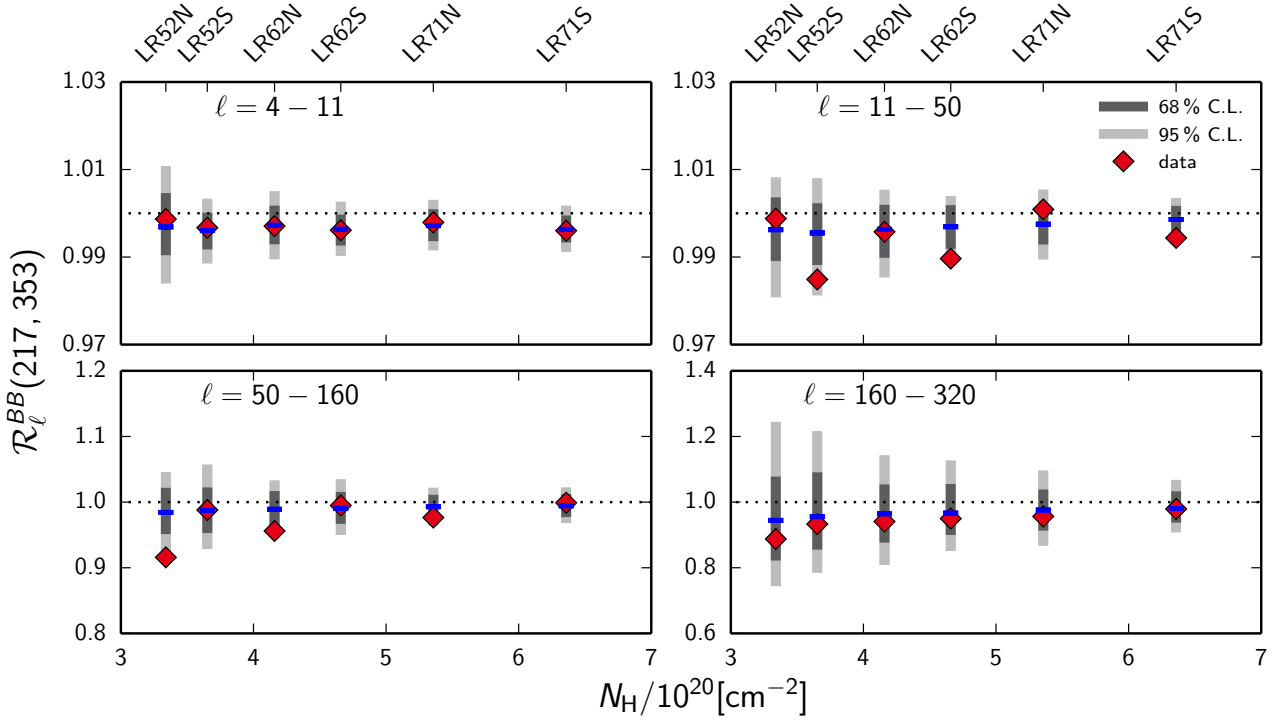 LR52N LR52S LR62N LR62S LR71N LR71S
LR52N LR52S LR62N LR62S LR71N LR71S
ℓ = 4 − 11
1.03
1.01
0.99
0.97
ℓ = 11 − 50
68 % C.L.
95 % C.L.
data
1.03
1.01
0.99
0.97
ℛ_ℓ^{BB}(217, 353)
ℓ = 50 − 160
1.2
1.1
1.0
0.9
0.8
3 4 5 6 7
ℓ = 160 − 320
1.4
1.2
1.0
0.8
0.6
3 4 5 6 7
N_H/10^{20}[cm^{−2}]